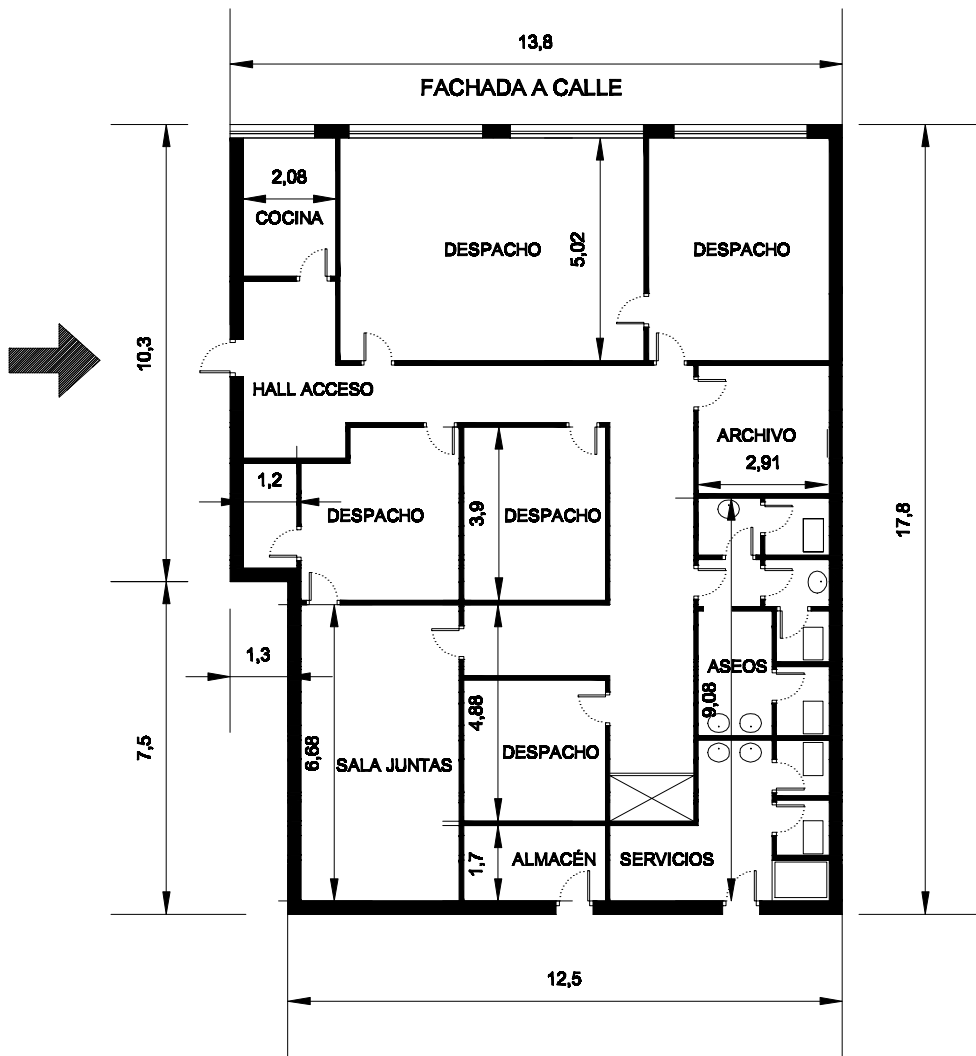 13,8
FACHADA A CALLE
2,08
COCINA
DESPACHO
5,02
DESPACHO
10,3
HALL ACCESO
ARCHIVO
2,91
1,2
DESPACHO
3,9
DESPACHO
17,8
1,3
ASEOS
9,08
7,5
6,68
SALA JUNTAS
4,88
DESPACHO
1,7
ALMACÉN
SERVICIOS
12,5